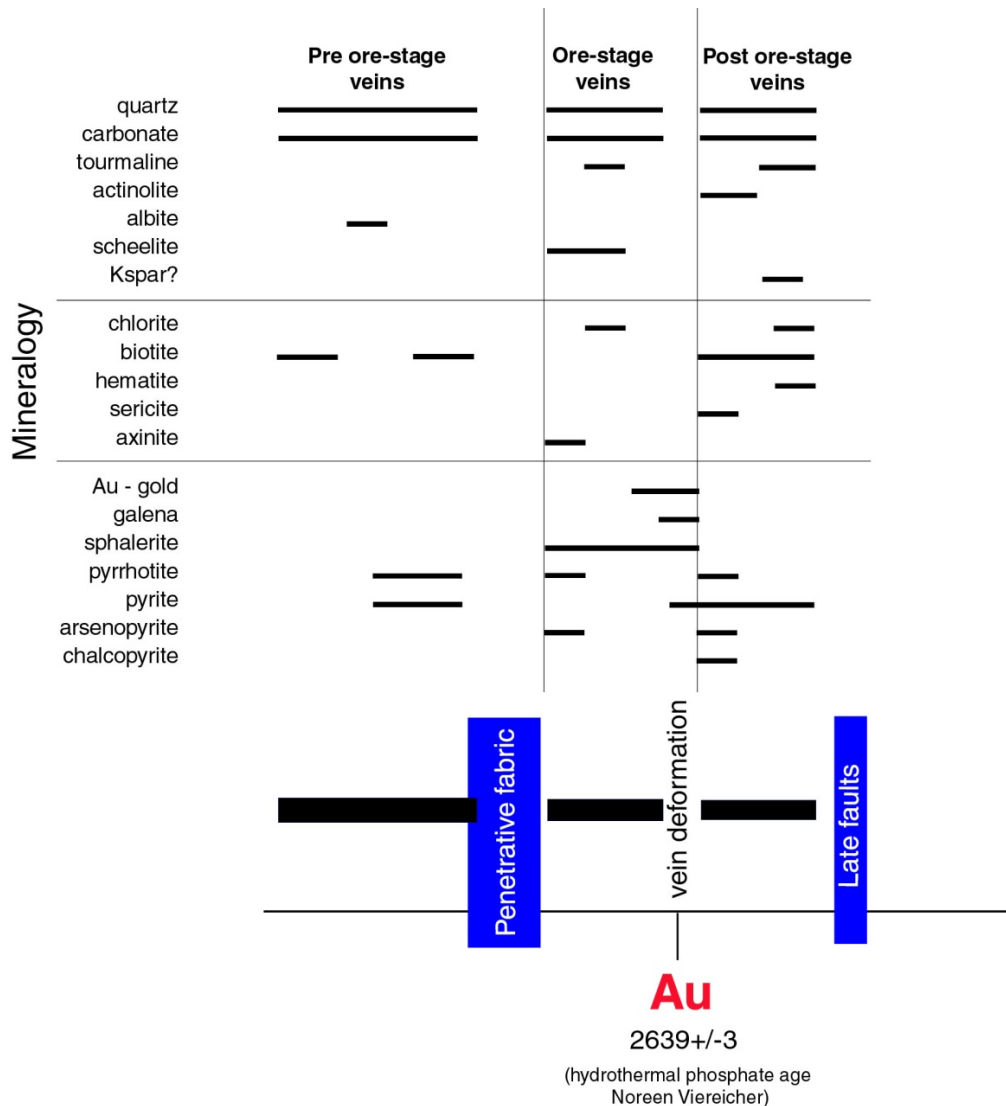 Pre ore-stage
veins
Ore-stage
veins
Post ore-stage
veins
Mineralogy
quartz
carbonate
tourmaline
actinolite
albite
scheelite
Kspar?
chlorite
biotite
hematite
sericite
axinite
Au - gold
galena
sphalerite
pyrrhotite
pyrite
arsenopyrite
chalcopyrite
Penetrative fabric
vein deformation
Late faults
Au
2639+/-3
(hydrothermal phosphate age
Noreen Viereicher)